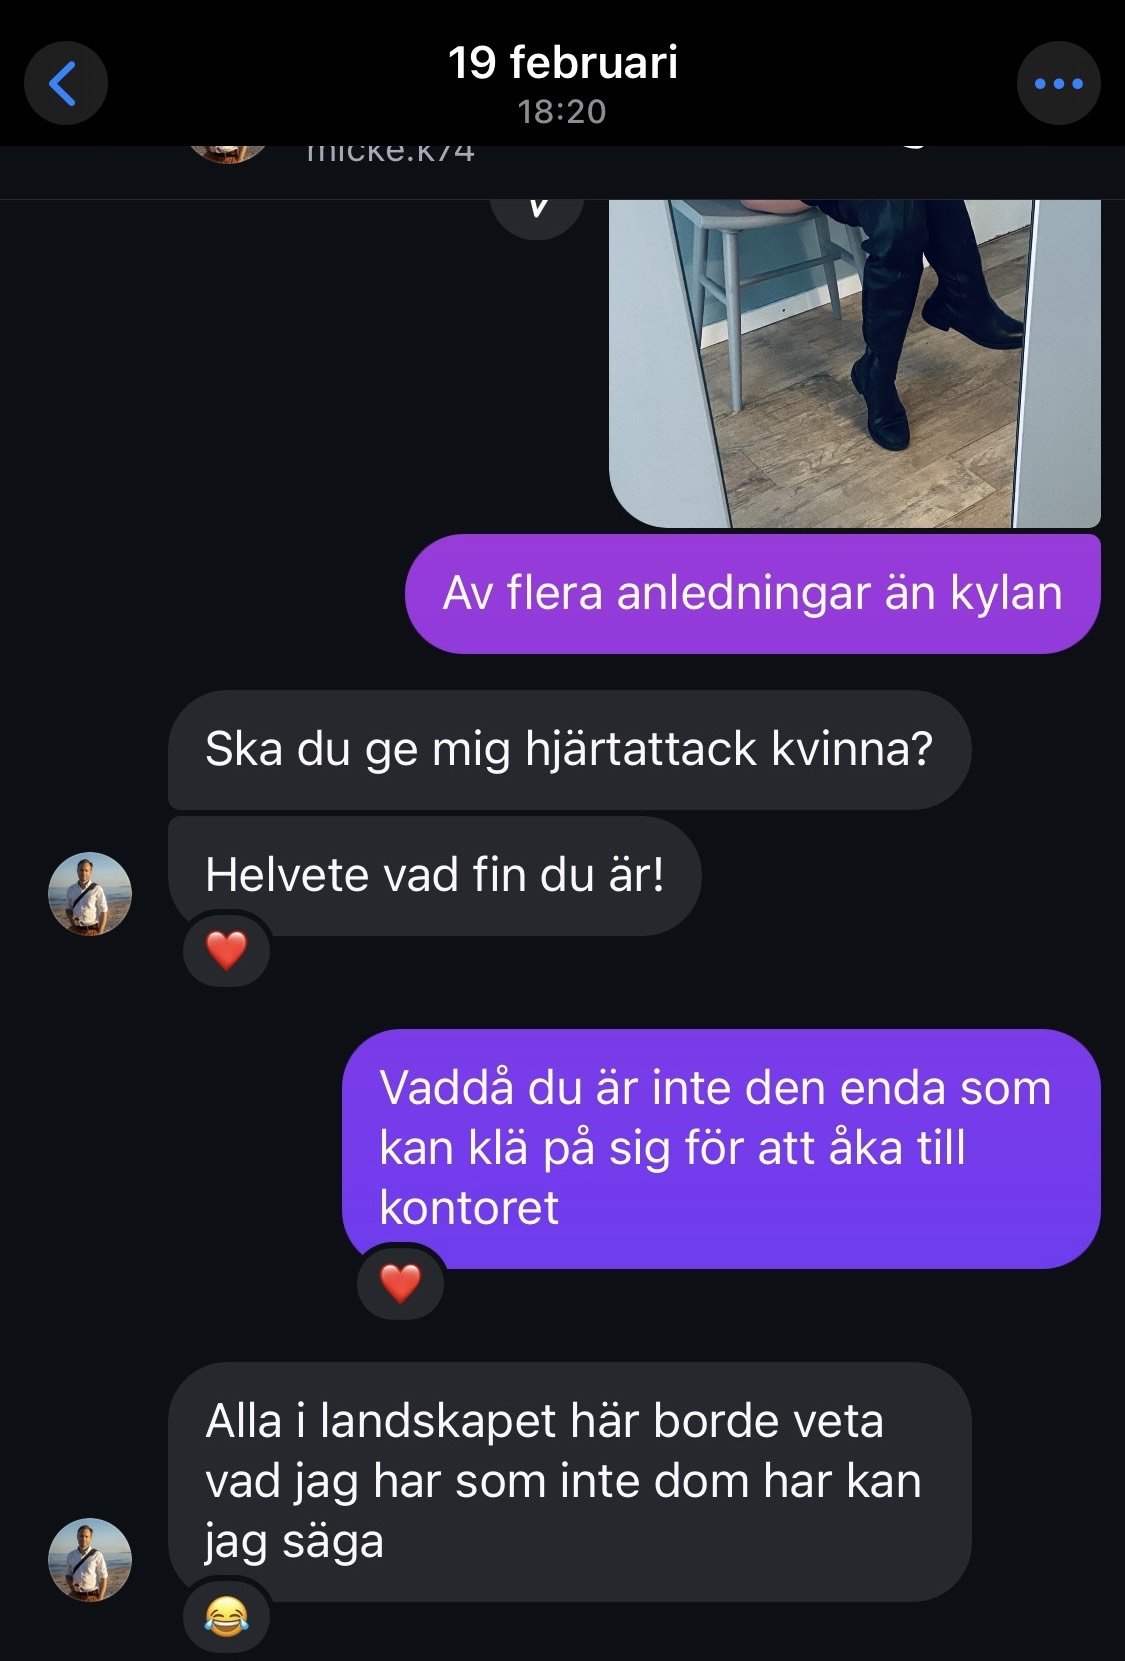 19 februari
18:20
micke.k74
Av flera anledningar än kylan
Ska du ge mig hjärtattack kvinna?
Helvete vad fin du är!
Vaddå du är inte den enda som
kan klä på sig för att åka till
kontoret
Alla i landskapet här borde veta
vad jag har som inte dom har kan
jag säga